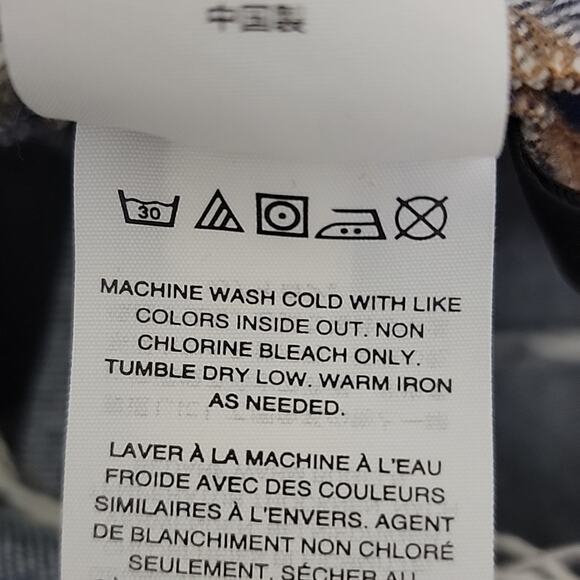 中国製
30
MACHINE WASH COLD WITH LIKE
COLORS INSIDE OUT. NON
CHLORINE BLEACH ONLY.
TUMBLE DRY LOW. WARM IRON
AS NEEDED.
LAVER À LA MACHINE À L'EAU
FROIDE AVEC DES COULEURS
SIMILAIRES À L'ENVERS. AGENT
DE BLANCHIMENT NON CHLORÉ
SEULEMENT. SÉCHER AU